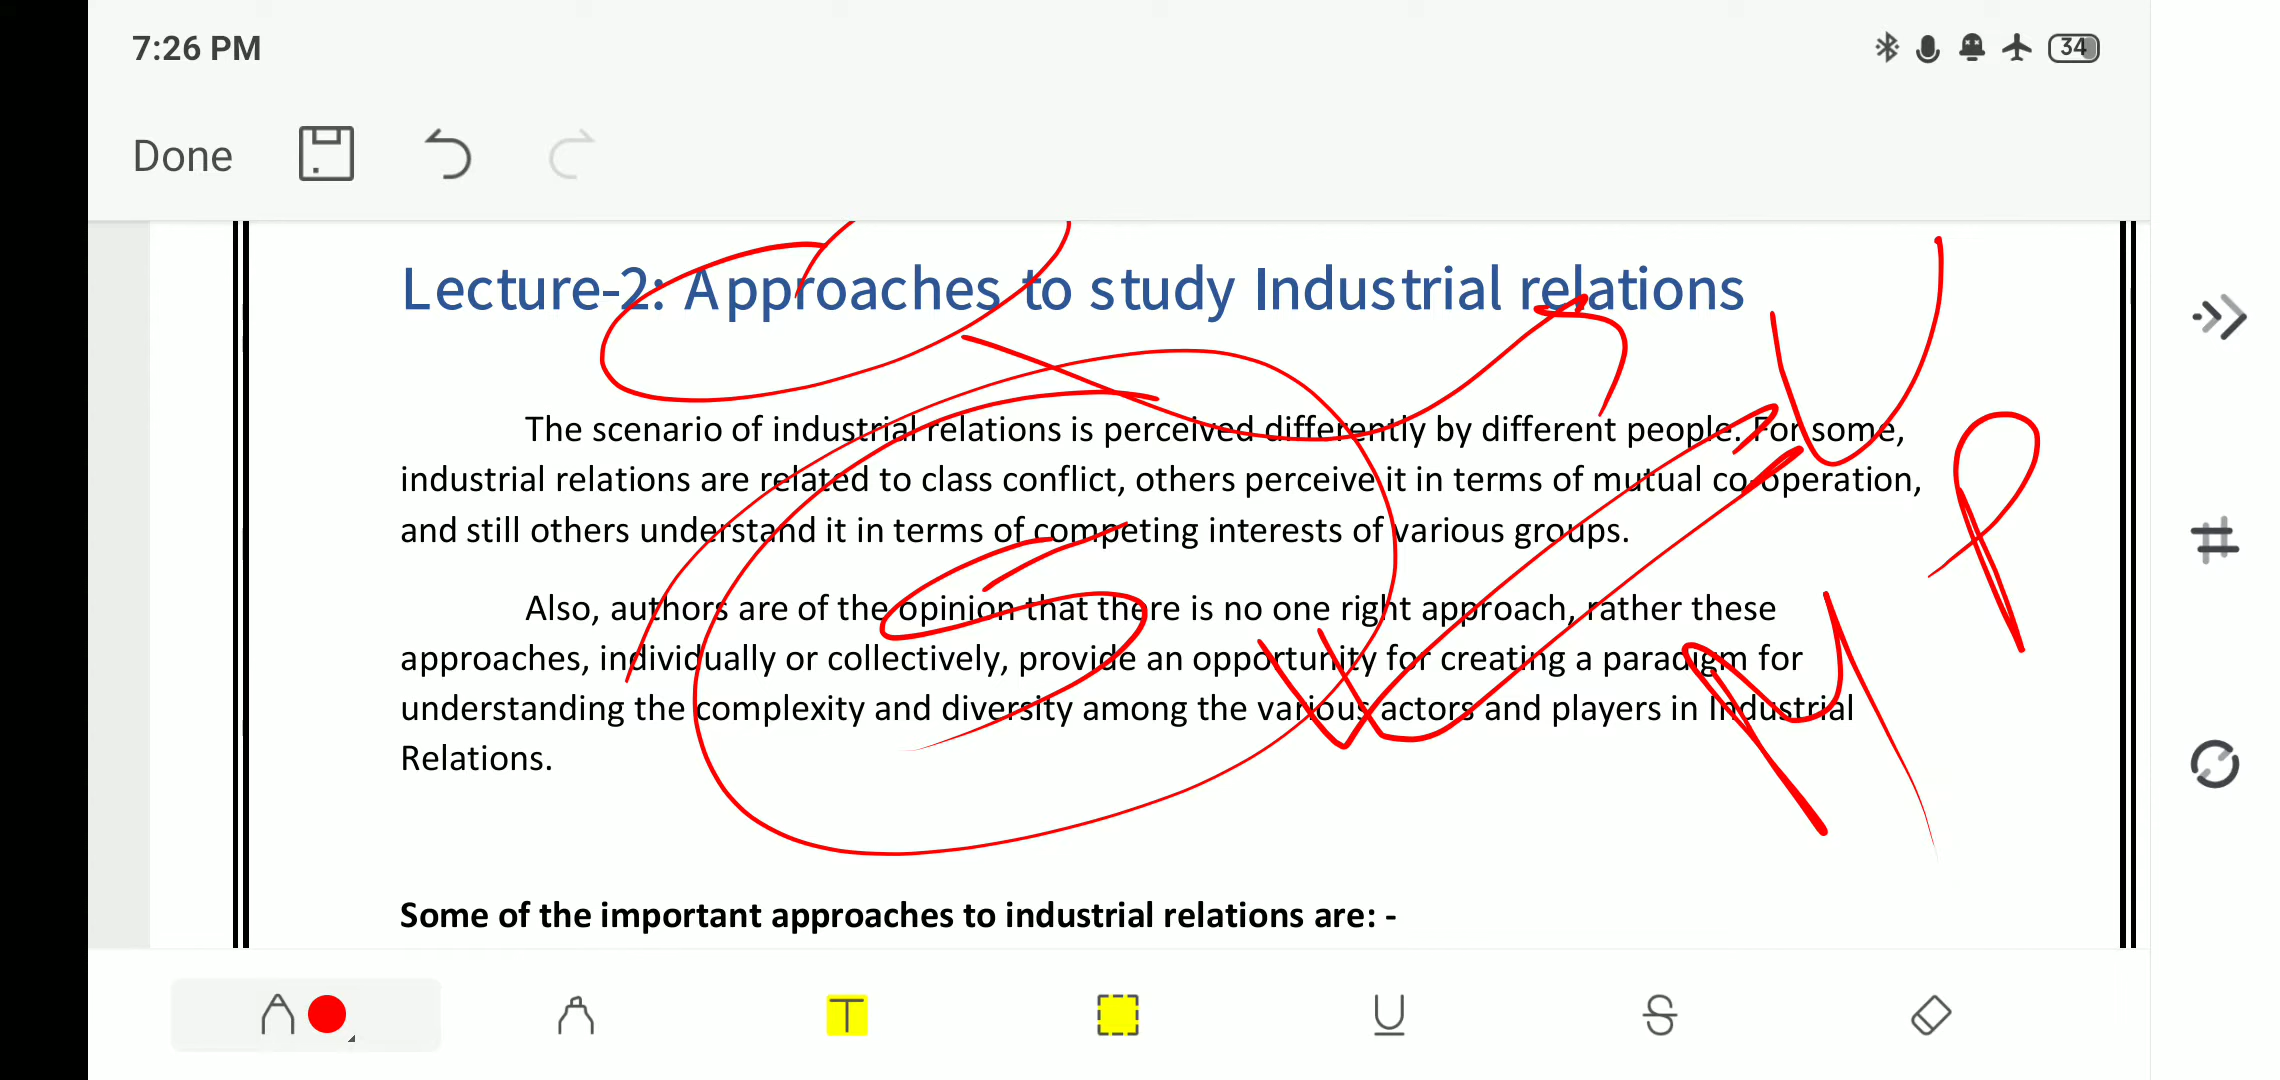 7:26 PM
34
Done
Lecture-2: Approaches to study Industrial relations
The scenario of industrial relations is perceived differently by different people. For some,
industrial relations are related to class conflict, others perceive it in terms of mutual co-operation,
and still others understand it in terms of competing interests of various groups.
Also, authors are of the opinion that there is no one right approach, rather these
approaches, individually or collectively, provide an opportunity for creating a paradigm for
understanding the complexity and diversity among the various actors and players in Industrial
Relations.
Some of the important approaches to industrial relations are: -